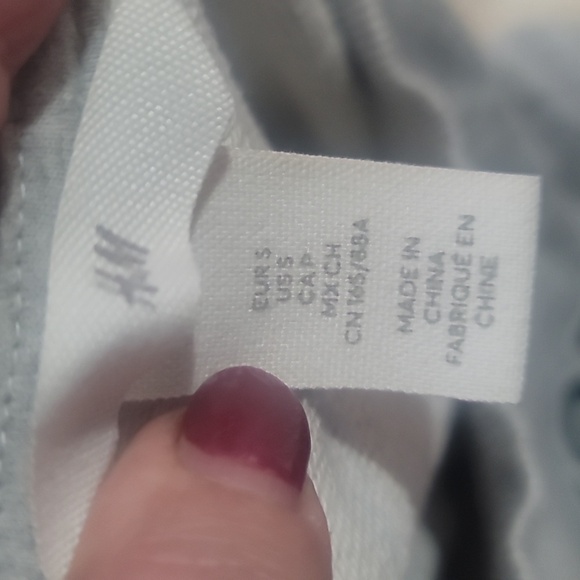 H&M
EUR S
US S
CA P
MX CH
CN 165/88A
MADE IN
CHINA
FABRIQUÉ EN
CHINE